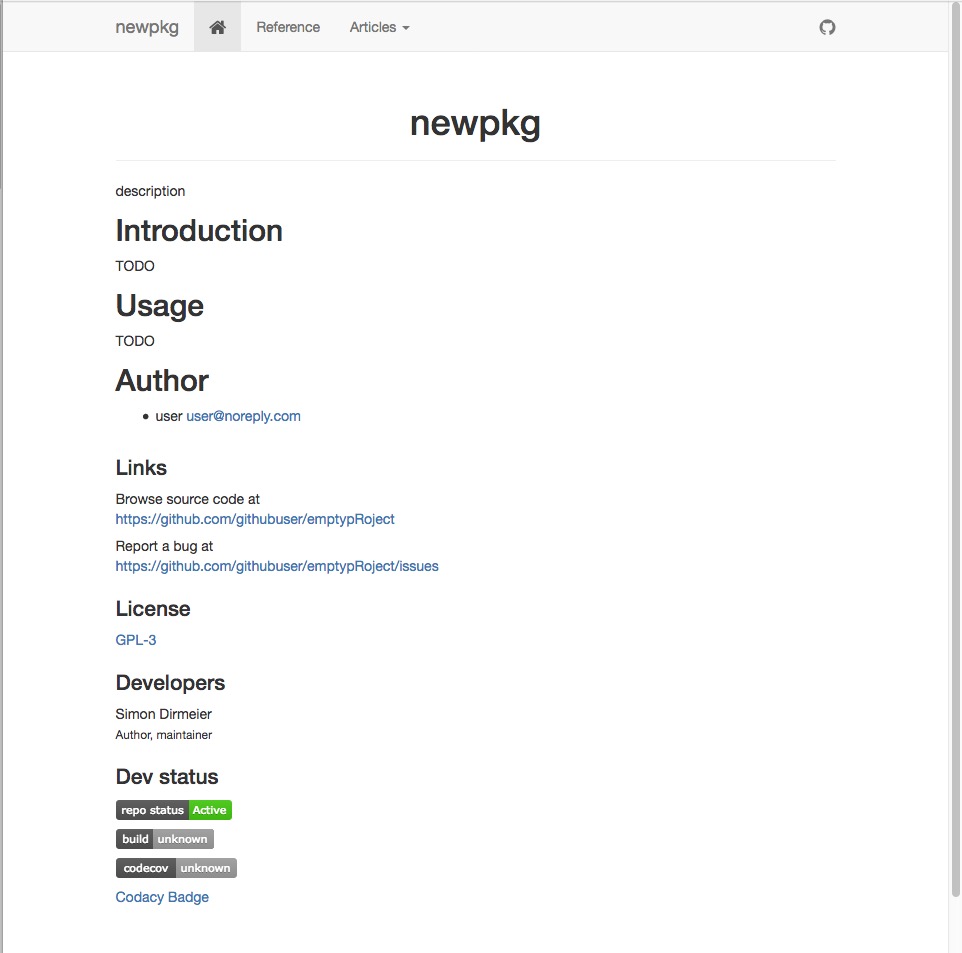 newpkg Reference Articles
newpkg
description
Introduction
TODO
Usage
TODO
Author
• user user@noreply.com
Links
Browse source code at
https://github.com/githubuser/emptypRoject
Report a bug at
https://github.com/githubuser/emptypRoject/issues
License
GPL-3
Developers
Simon Dirmeier
Author, maintainer
Dev status
repo status Active
build unknown
codecov unknown
Codacy Badge